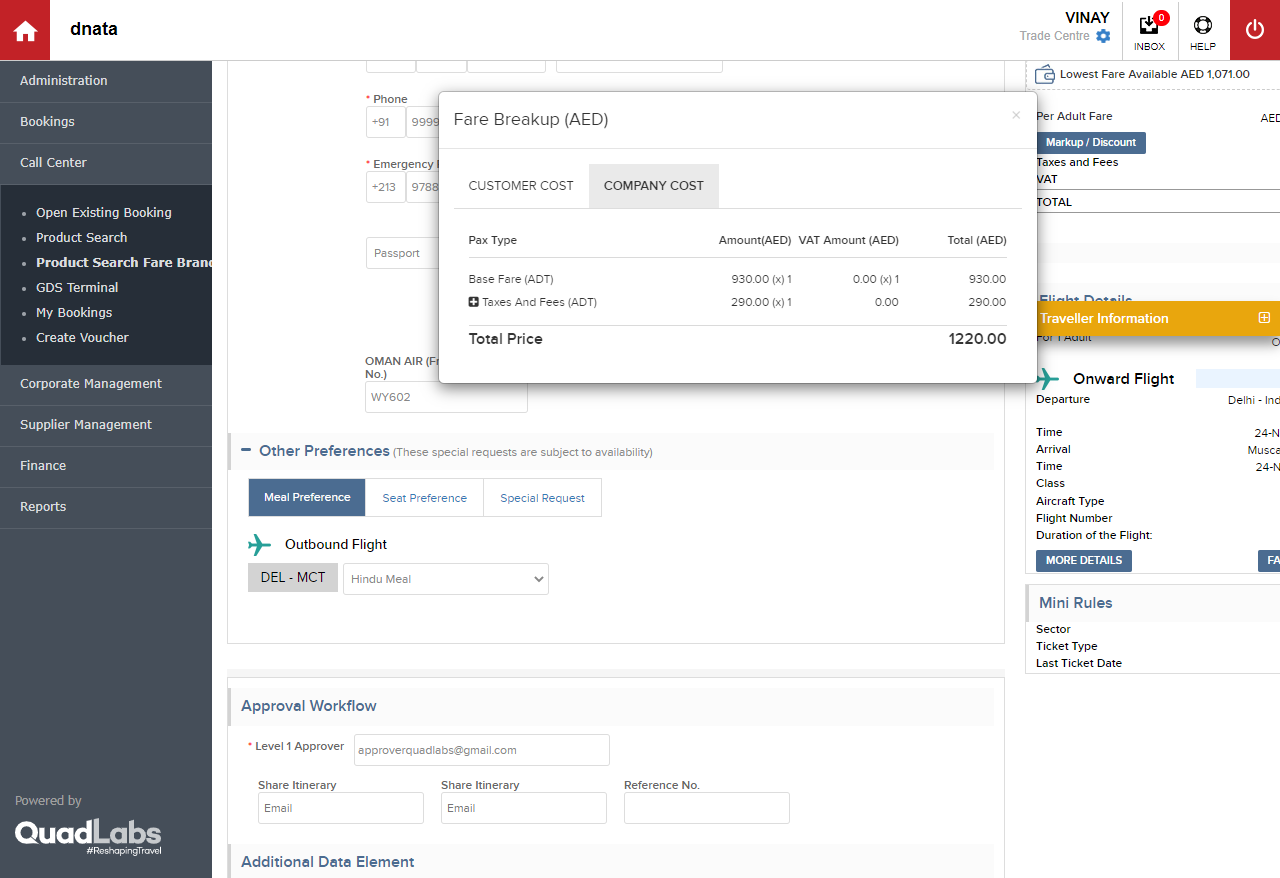 dnata
VINAY
Trade Centre
0
INBOX
HELP
Administration
Bookings
Call Center
Open Existing Booking
Product Search
Product Search Fare Bran
GDS Terminal
My Bookings
Create Voucher
Corporate Management
Supplier Management
Finance
Reports
Powered by
QuadLabs
#ReshapingTravel
* Phone
+91 9999
* Emergency
+213 9788
Passport
OMAN AIR (Fr
No.)
WY602
Fare Breakup (AED)
×
CUSTOMER COST COMPANY COST
Pax Type Amount(AED) VAT Amount (AED) Total (AED)
Base Fare (ADT) 930.00 (x) 1 0.00 (x) 1 930.00
Taxes And Fees (ADT) 290.00 (x) 1 0.00 290.00
Total Price 1220.00
Other Preferences (These special requests are subject to availability)
Meal Preference Seat Preference Special Request
Outbound Flight
DEL - MCT Hindu Meal
Approval Workflow
* Level 1 Approver approverquadlabs@gmail.com
Share Itinerary Share Itinerary Reference No.
Email Email
Additional Data Element
Lowest Fare Available AED 1,071.00
Per Adult Fare AED
Markup / Discount
Taxes and Fees
VAT
TOTAL
Flight Details
Traveller Information
For 1 Adult O
Onward Flight
Departure Delhi - Ind
Time 24-N
Arrival Musca
Time 24-N
Class
Aircraft Type
Flight Number
Duration of the Flight:
MORE DETAILS FA
Mini Rules
Sector
Ticket Type
Last Ticket Date